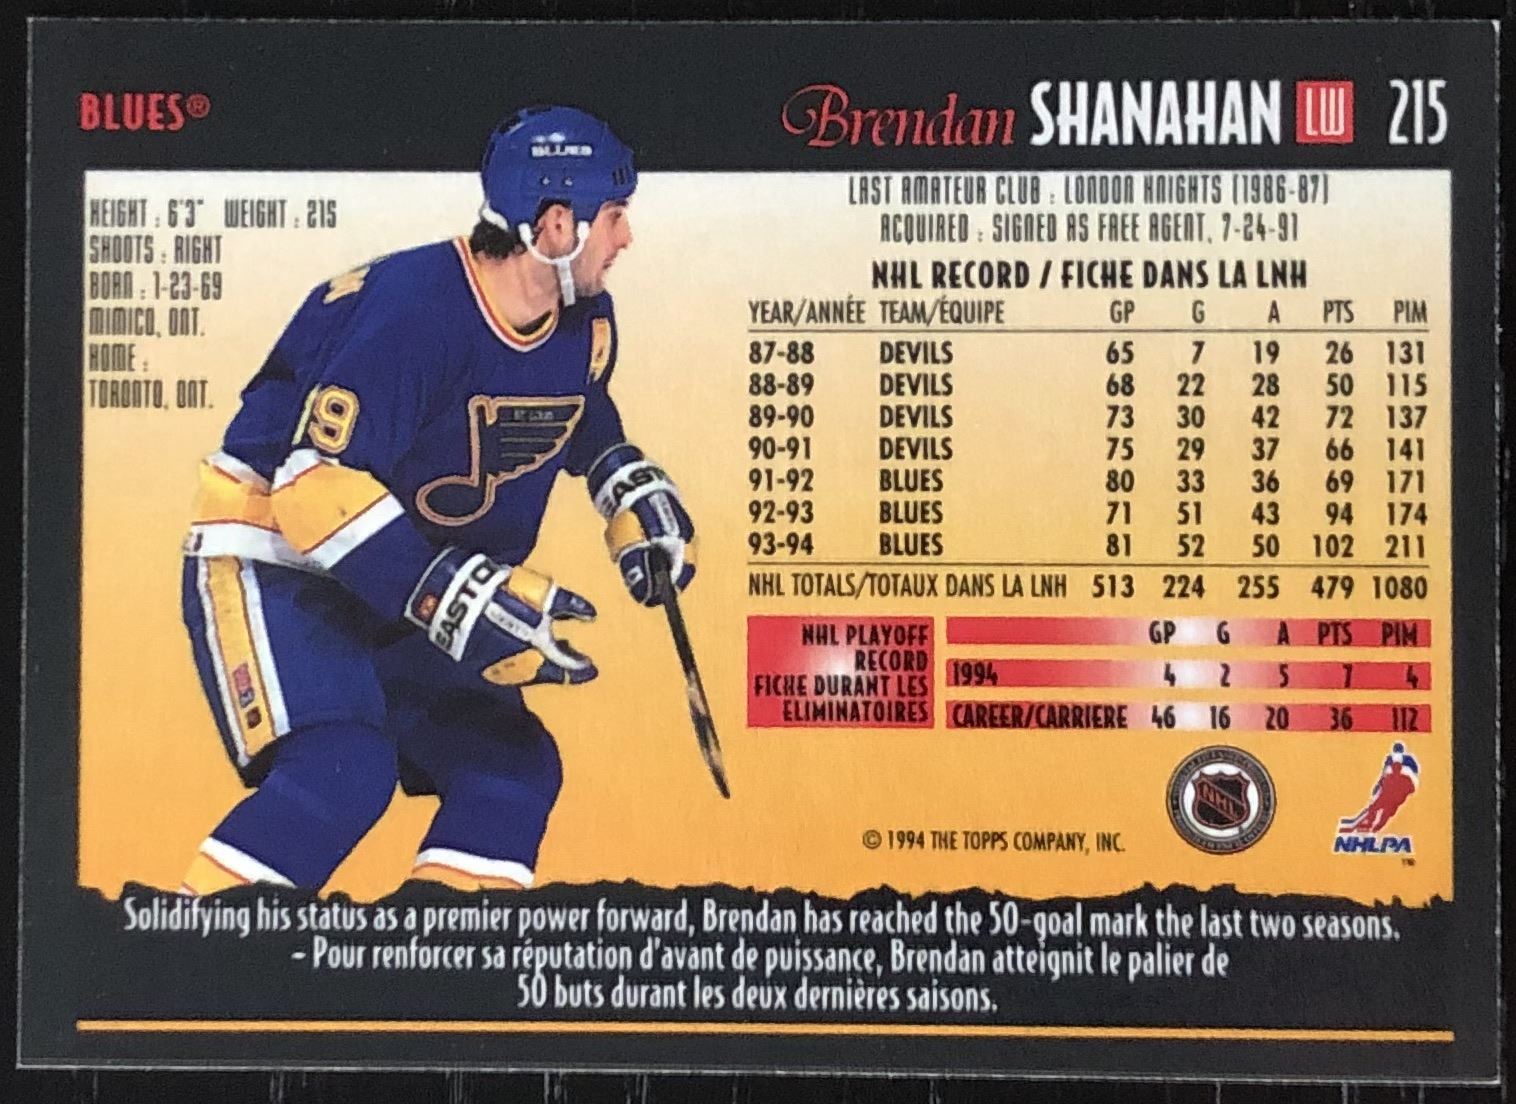 BLUES®
Brendan SHANAHAN LW 215
HEIGHT : 6'3" WEIGHT : 215
SHOOTS : RIGHT
BORN : 1-23-69
MIMICO, ONT.
HOME :
TORONTO, ONT.
BLUES
19
EASTON
EASTO
LAST AMATEUR CLUB : LONDON KNIGHTS (1986-87)
ACQUIRED : SIGNED AS FREE AGENT, 7-24-91
NHL RECORD / FICHE DANS LA LNH
YEAR/ANNÉE TEAM/ÉQUIPE GP G A PTS PIM
87-88 DEVILS 65 7 19 26 131
88-89 DEVILS 68 22 28 50 115
89-90 DEVILS 73 30 42 72 137
90-91 DEVILS 75 29 37 66 141
91-92 BLUES 80 33 36 69 171
92-93 BLUES 71 51 43 94 174
93-94 BLUES 81 52 50 102 211
NHL TOTALS/TOTAUX DANS LA LNH 513 224 255 479 1080
NHL PLAYOFF
RECORD
FICHE DURANT LES
ELIMINATOIRES
GP G A PTS PIM
1994 4 2 5 7 4
CAREER/CARRIERE 46 16 20 36 112
NHL
NHLPA
TM
© 1994 THE TOPPS COMPANY, INC.
Solidifying his status as a premier power forward, Brendan has reached the 50-goal mark the last two seasons.
- Pour renforcer sa réputation d'avant de puissance, Brendan atteignit le palier de
50 buts durant les deux dernières saisons.